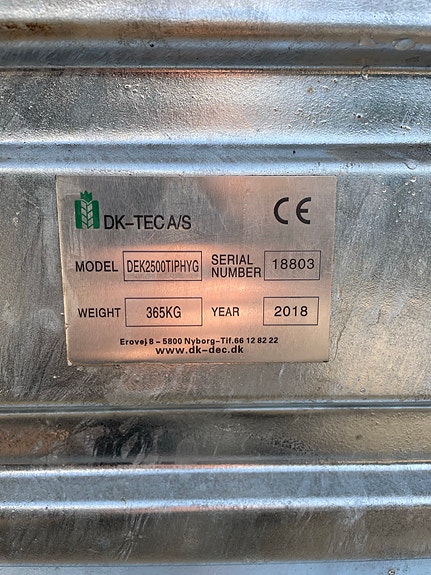 DK-TEC A/S
CE
MODEL DEK2500TIPHYG SERIAL NUMBER 18803
WEIGHT 365KG YEAR 2018
Erovej 8 - 5800 Nyborg - Tlf. 66 12 82 22
www.dk-dec.dk